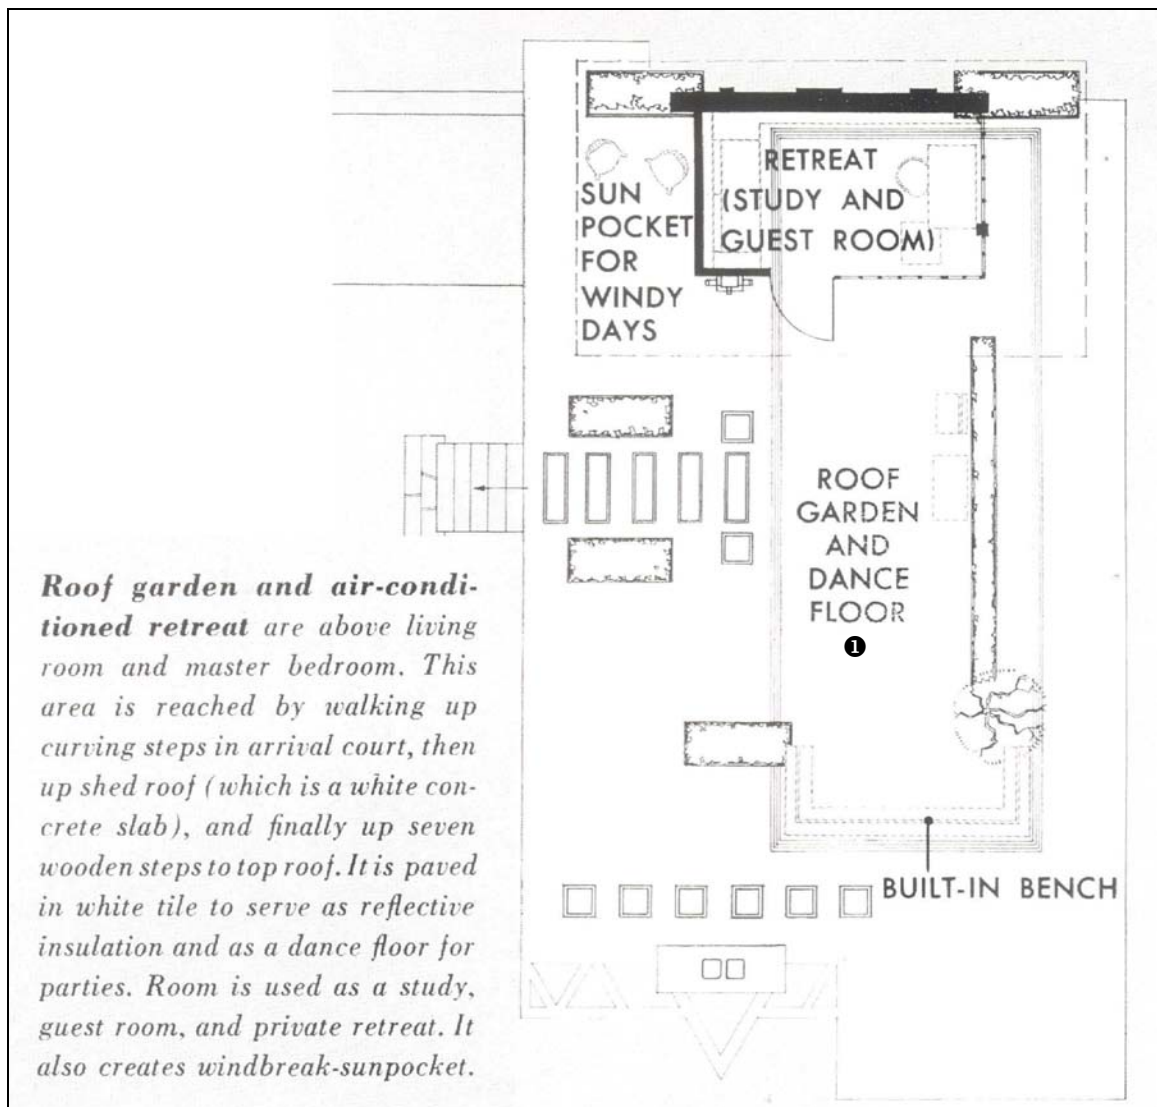 RETREAT
(STUDY AND
GUEST ROOM)
SUN
POCKET
FOR
WINDY
DAYS
ROOF
GARDEN
AND
DANCE
FLOOR
❶
BUILT-IN BENCH
Roof garden and air-condi-
tioned retreat are above living
room and master bedroom. This
area is reached by walking up
curving steps in arrival court, then
up shed roof (which is a white con-
crete slab), and finally up seven
wooden steps to top roof. It is paved
in white tile to serve as reflective
insulation and as a dance floor for
parties. Room is used as a study,
guest room, and private retreat. It
also creates windbreak-sunpocket.